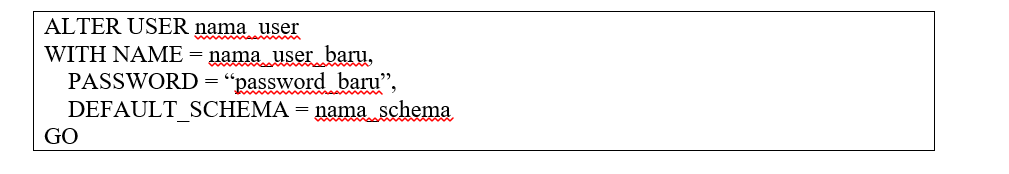 ALTER USER nama_user
WITH NAME = nama_user_baru,
PASSWORD = “password_baru”,
DEFAULT_SCHEMA = nama_schema
GO